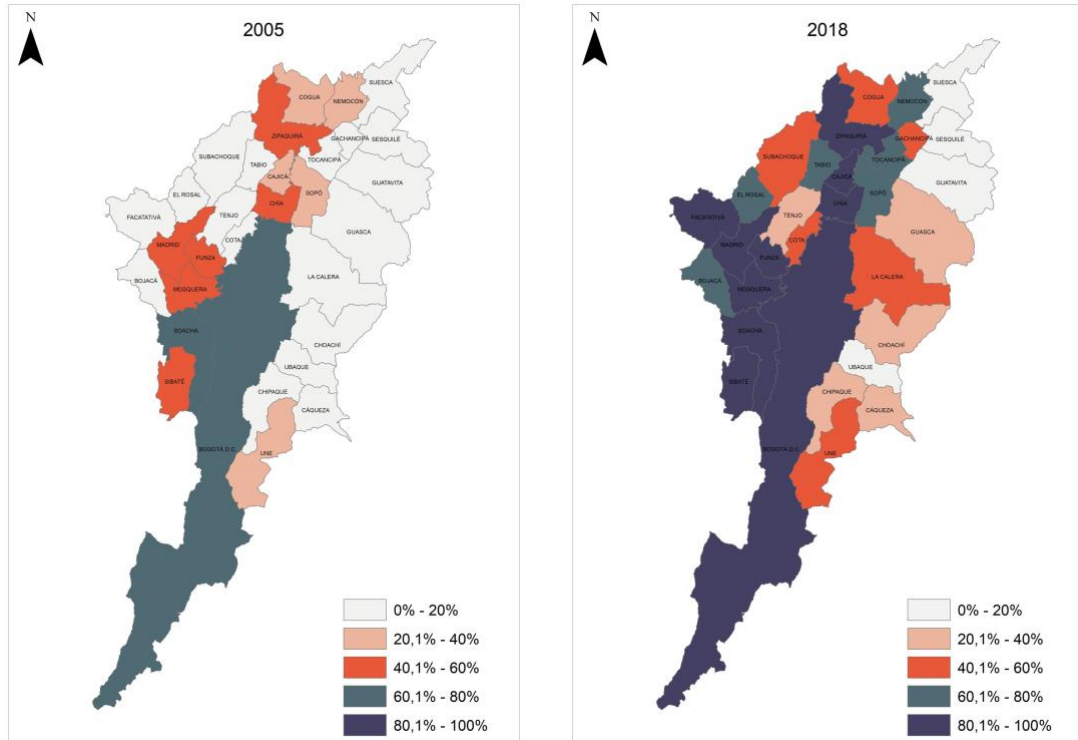 N
2005
SUESCA
COGUA
NEMOCÓN
ZIPAQUIRÁ
GACHANCIPÁ
SESQUILÉ
SUBACHOQUE
TABIO
TOCANCIPÁ
CAJICÁ
GUATAVITA
EL ROSAL
SOPÓ
CHÍA
FACATATIVÁ
TENJO
GUASCA
MADRID
COTA
FUNZA
LA CALERA
BOJACÁ
MOSQUERA
SOACHA
CHOACHÍ
UBAQUE
SIBATÉ
CHIPAQUE
CÁQUEZA
BOGOTÁ D.C.
UNE
0% - 20%
20,1% - 40%
40,1% - 60%
60,1% - 80%
80,1% - 100%
N
2018
SUESCA
COGUA
NEMOCÓN
ZIPAQUIRÁ
GACHANCIPÁ
SESQUILÉ
SUBACHOQUE
TABIO
TOCANCIPÁ
CAJICÁ
GUATAVITA
EL ROSAL
SOPÓ
CHÍA
FACATATIVÁ
TENJO
GUASCA
MADRID
COTA
FUNZA
LA CALERA
BOJACÁ
MOSQUERA
SOACHA
CHOACHÍ
UBAQUE
SIBATÉ
CHIPAQUE
CÁQUEZA
BOGOTÁ D.C.
UNE
0% - 20%
20,1% - 40%
40,1% - 60%
60,1% - 80%
80,1% - 100%